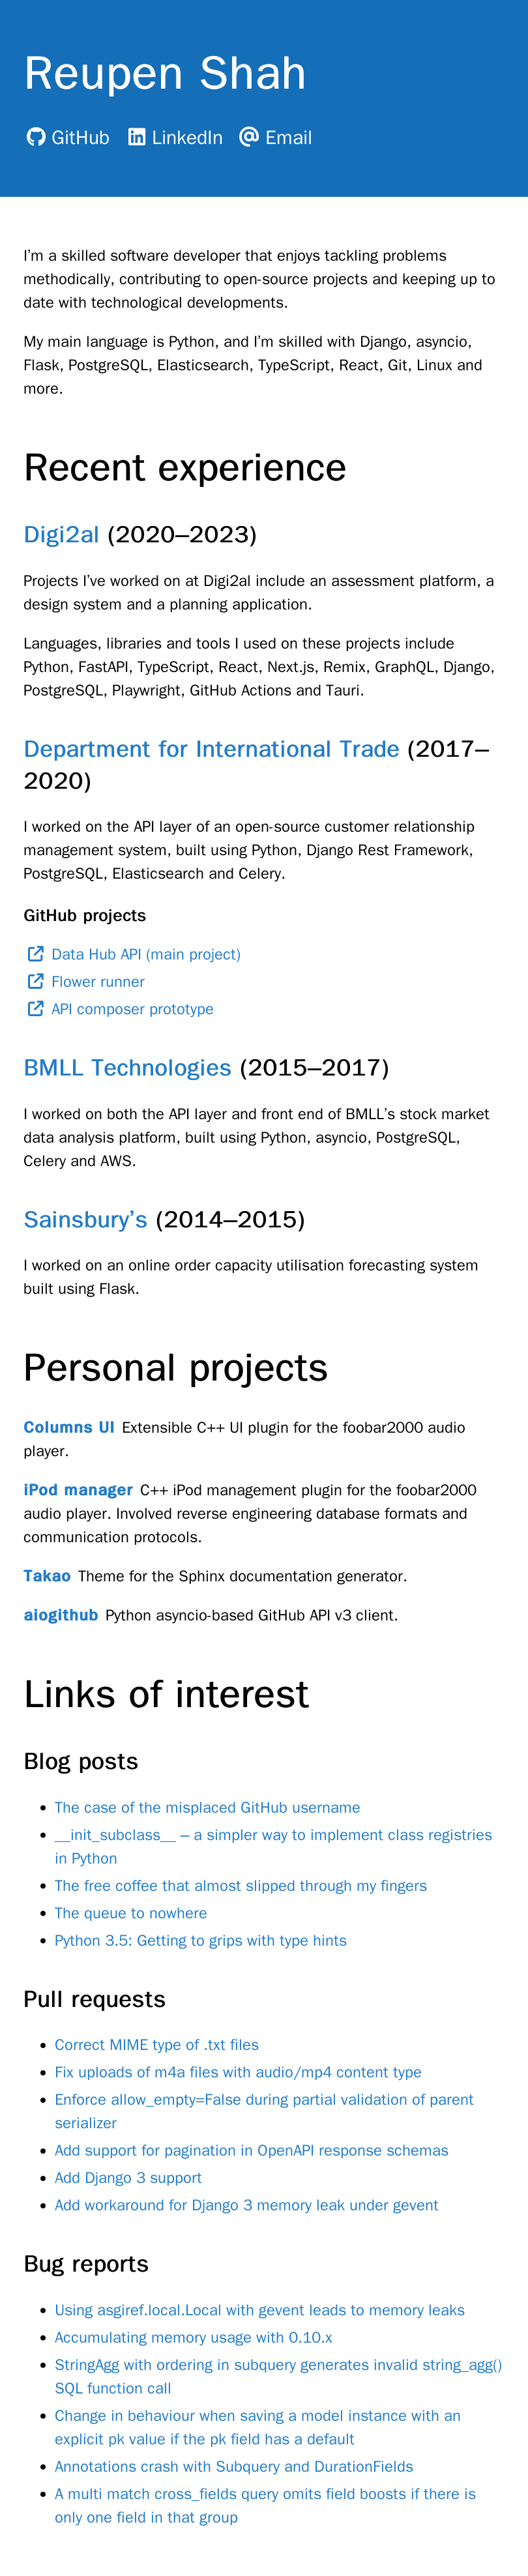 Reupen Shah
GitHub LinkedIn Email
I’m a skilled software developer that enjoys tackling problems
methodically, contributing to open-source projects and keeping up to
date with technological developments.
My main language is Python, and I’m skilled with Django, asyncio,
Flask, PostgreSQL, Elasticsearch, TypeScript, React, Git, Linux and
more.
Recent experience
Digi2al (2020–2023)
Projects I’ve worked on at Digi2al include an assessment platform, a
design system and a planning application.
Languages, libraries and tools I used on these projects include
Python, FastAPI, TypeScript, React, Next.js, Remix, GraphQL, Django,
PostgreSQL, Playwright, GitHub Actions and Tauri.
Department for International Trade (2017–
2020)
I worked on the API layer of an open-source customer relationship
management system, built using Python, Django Rest Framework,
PostgreSQL, Elasticsearch and Celery.
GitHub projects
Data Hub API (main project)
Flower runner
API composer prototype
BMLL Technologies (2015–2017)
I worked on both the API layer and front end of BMLL’s stock market
data analysis platform, built using Python, asyncio, PostgreSQL,
Celery and AWS.
Sainsbury’s (2014–2015)
I worked on an online order capacity utilisation forecasting system
built using Flask.
Personal projects
Columns UI Extensible C++ UI plugin for the foobar2000 audio
player.
iPod manager C++ iPod management plugin for the foobar2000
audio player. Involved reverse engineering database formats and
communication protocols.
Takao Theme for the Sphinx documentation generator.
aiogithub Python asyncio-based GitHub API v3 client.
Links of interest
Blog posts
• The case of the misplaced GitHub username
• __init_subclass__ – a simpler way to implement class registries
in Python
• The free coffee that almost slipped through my fingers
• The queue to nowhere
• Python 3.5: Getting to grips with type hints
Pull requests
• Correct MIME type of .txt files
• Fix uploads of m4a files with audio/mp4 content type
• Enforce allow_empty=False during partial validation of parent
serializer
• Add support for pagination in OpenAPI response schemas
• Add Django 3 support
• Add workaround for Django 3 memory leak under gevent
Bug reports
• Using asgiref.local.Local with gevent leads to memory leaks
• Accumulating memory usage with 0.10.x
• StringAgg with ordering in subquery generates invalid string_agg()
SQL function call
• Change in behaviour when saving a model instance with an
explicit pk value if the pk field has a default
• Annotations crash with Subquery and DurationFields
• A multi match cross_fields query omits field boosts if there is
only one field in that group